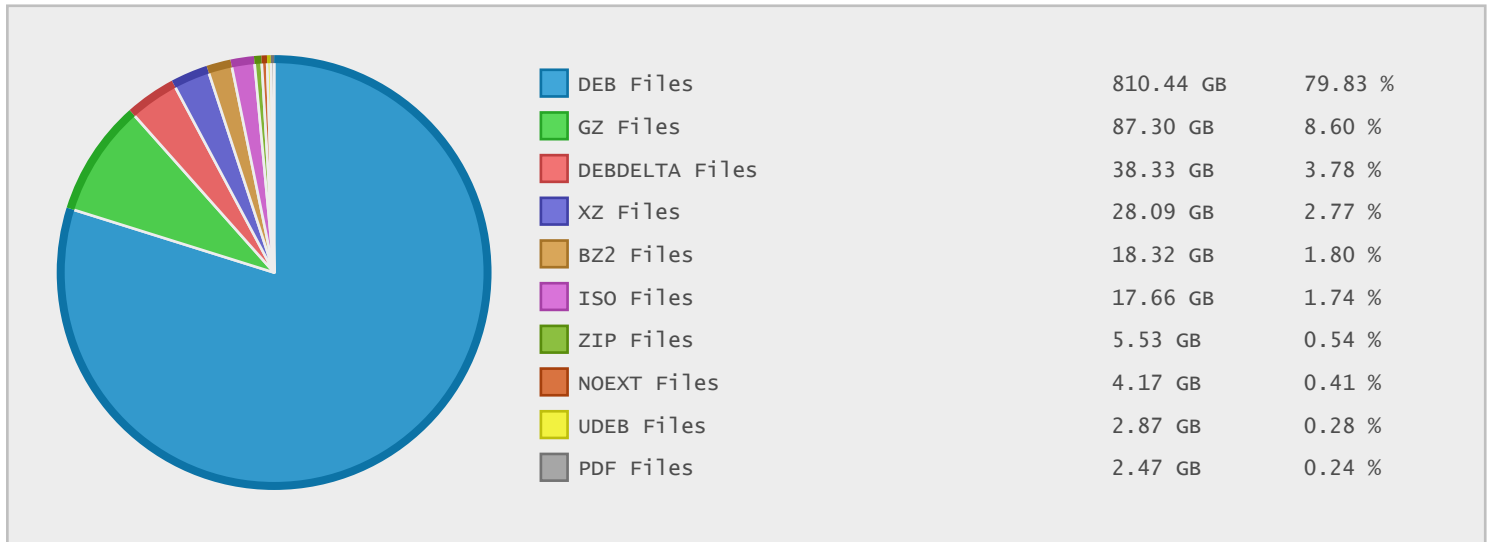 DEB Files 810.44 GB 79.83 %
GZ Files 87.30 GB 8.60 %
DEBDELTA Files 38.33 GB 3.78 %
XZ Files 28.09 GB 2.77 %
BZ2 Files 18.32 GB 1.80 %
ISO Files 17.66 GB 1.74 %
ZIP Files 5.53 GB 0.54 %
NOEXT Files 4.17 GB 0.41 %
UDEB Files 2.87 GB 0.28 %
PDF Files 2.47 GB 0.24 %